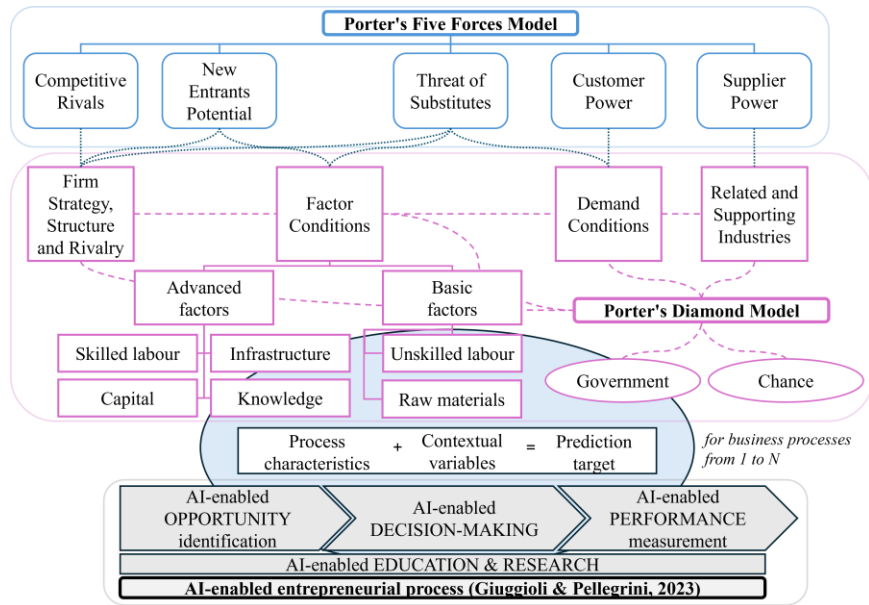 Porter's Five Forces Model
Competitive
Rivals
New
Entrants
Potential
Threat of
Substitutes
Customer
Power
Supplier
Power
Firm
Strategy,
Structure
and Rivalry
Factor
Conditions
Demand
Conditions
Related and
Supporting
Industries
Advanced
factors
Basic
factors
Porter's Diamond Model
Skilled labour
Infrastructure
Unskilled labour
Capital
Knowledge
Raw materials
Government
Chance
Process
characteristics
+
Contextual
variables
=
Prediction
target
for business processes
from 1 to N
AI-enabled
OPPORTUNITY
identification
AI-enabled
DECISION-MAKING
AI-enabled
PERFORMANCE
measurement
AI-enabled EDUCATION & RESEARCH
AI-enabled entrepreneurial process (Giuggioli & Pellegrini, 2023)